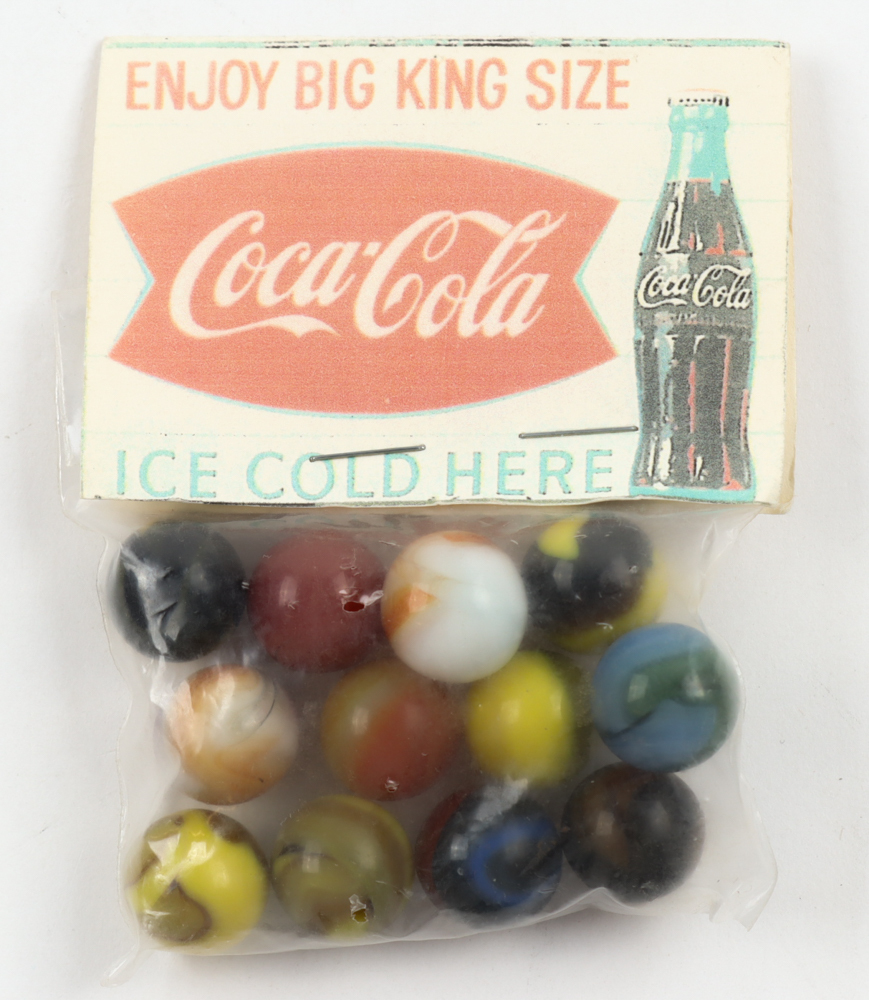 ENJOY BIG KING SIZE
Coca-Cola
Coca-Cola
ICE COLD HERE